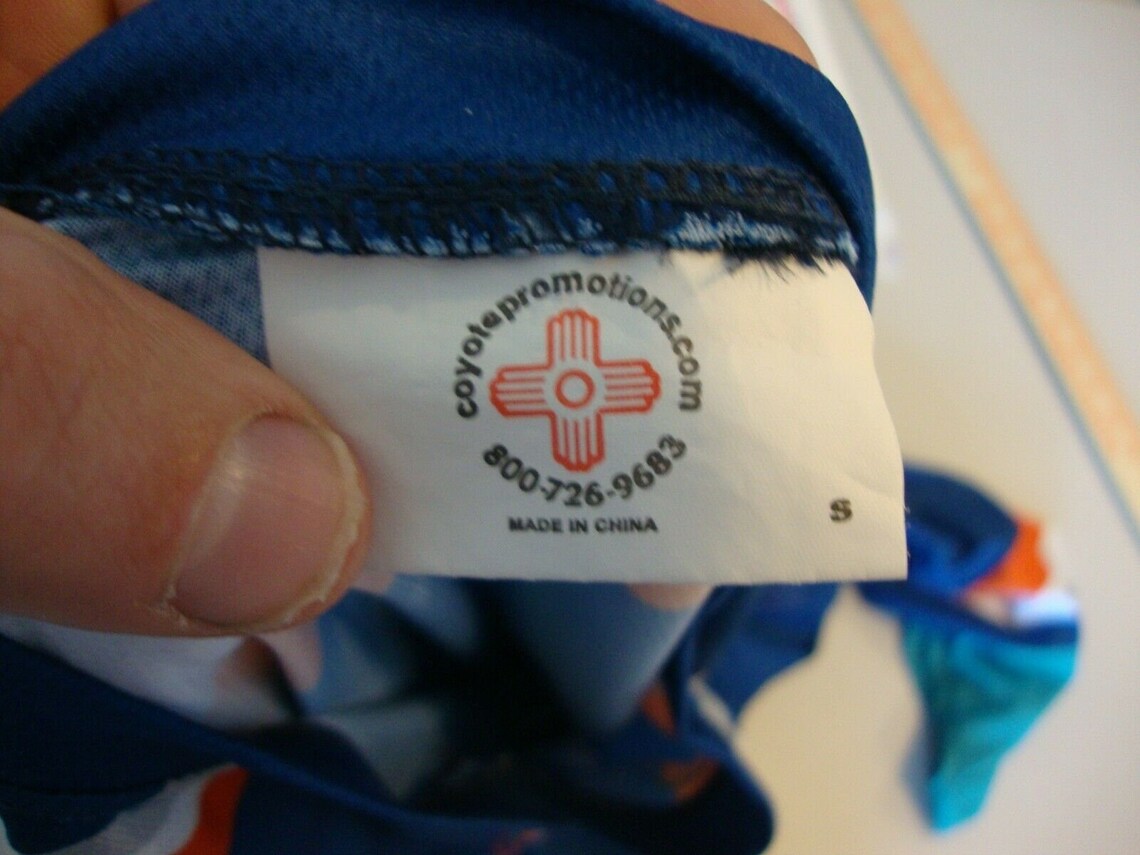 coyotepromotions.com
800-726-9683
MADE IN CHINA
S